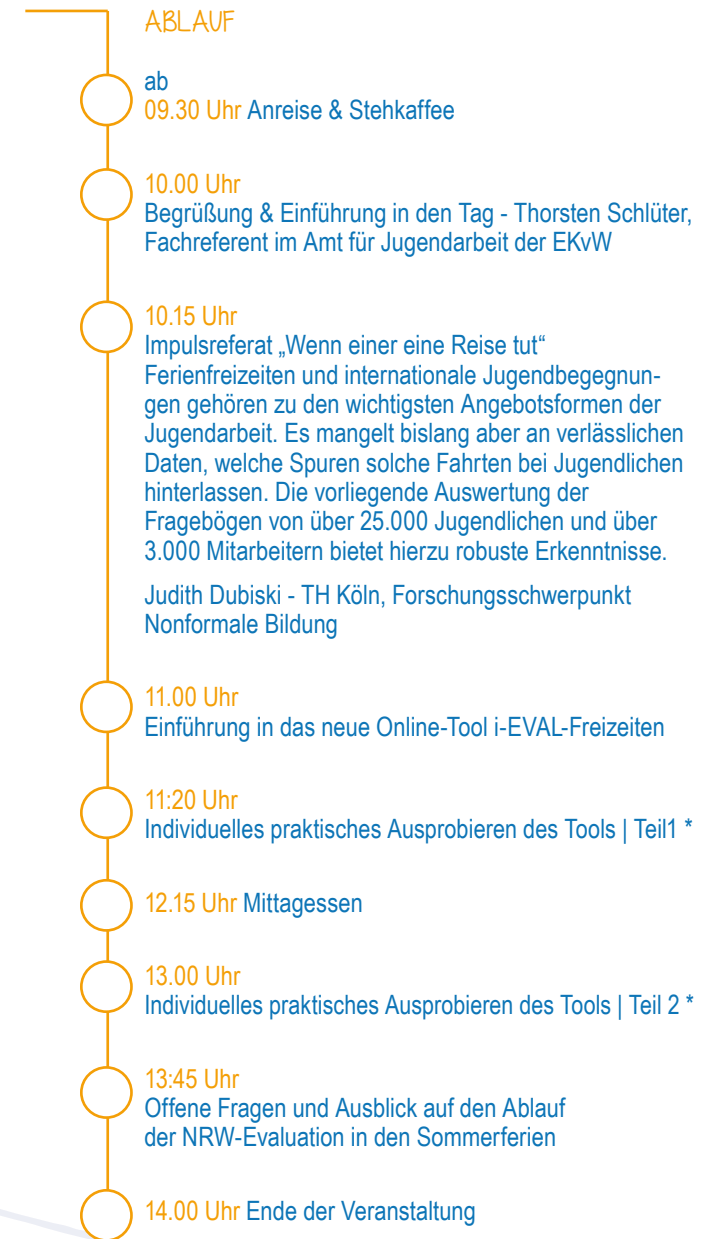 ABLAUF
ab
09.30 Uhr Anreise & Stehkaffee
10.00 Uhr
Begrüßung & Einführung in den Tag - Thorsten Schlüter,
Fachreferent im Amt für Jugendarbeit der EKvW
10.15 Uhr
Impulsreferat „Wenn einer eine Reise tut“
Ferienfreizeiten und internationale Jugendbegegnun-
gen gehören zu den wichtigsten Angebotsformen der
Jugendarbeit. Es mangelt bislang aber an verlässlichen
Daten, welche Spuren solche Fahrten bei Jugendlichen
hinterlassen. Die vorliegende Auswertung der
Fragebögen von über 25.000 Jugendlichen und über
3.000 Mitarbeitern bietet hierzu robuste Erkenntnisse.
Judith Dubiski - TH Köln, Forschungsschwerpunkt
Nonformale Bildung
11.00 Uhr
Einführung in das neue Online-Tool i-EVAL-Freizeiten
11:20 Uhr
Individuelles praktisches Ausprobieren des Tools | Teil1 *
12.15 Uhr Mittagessen
13.00 Uhr
Individuelles praktisches Ausprobieren des Tools | Teil 2 *
13:45 Uhr
Offene Fragen und Ausblick auf den Ablauf
der NRW-Evaluation in den Sommerferien
14.00 Uhr Ende der Veranstaltung